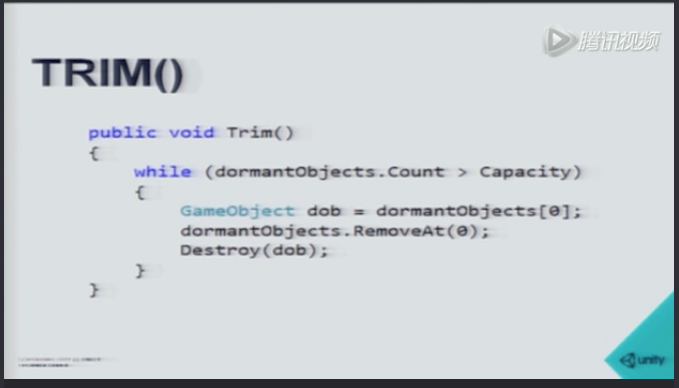 腾讯视频
TRIM()
public void Trim()
{
while (dormantObjects.Count > Capacity)
{
GameObject dob = dormantObjects[0];
dormantObjects.RemoveAt(0);
Destroy(dob);
}
}
unity